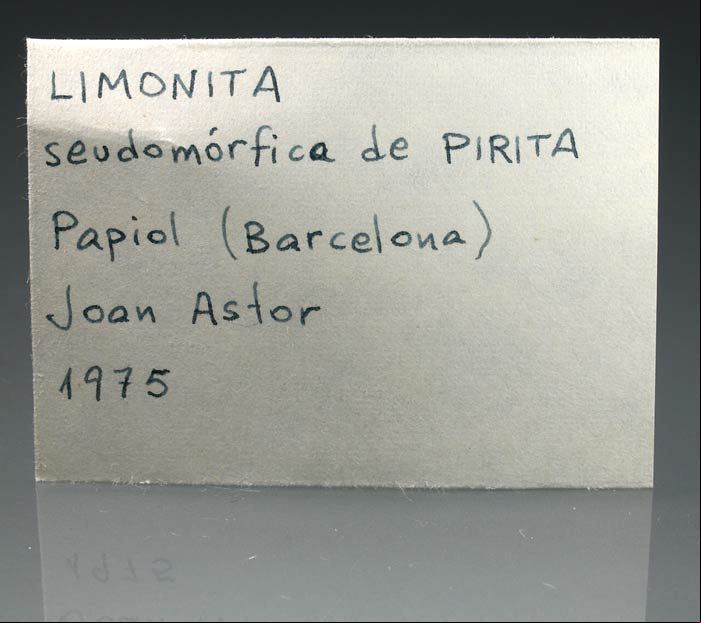 LIMONITA
seudomórfica de PIRITA
Papiol (Barcelona)
Joan Astor
1975